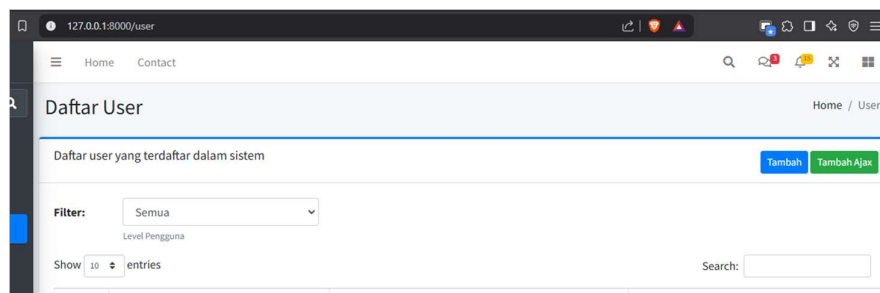 127.0.0.1:8000/user
Home Contact 3 15
Daftar User Home / User
Daftar user yang terdaftar dalam sistem Tambah Tambah Ajax
Filter: Semua
Level Pengguna
Show 10 entries Search: